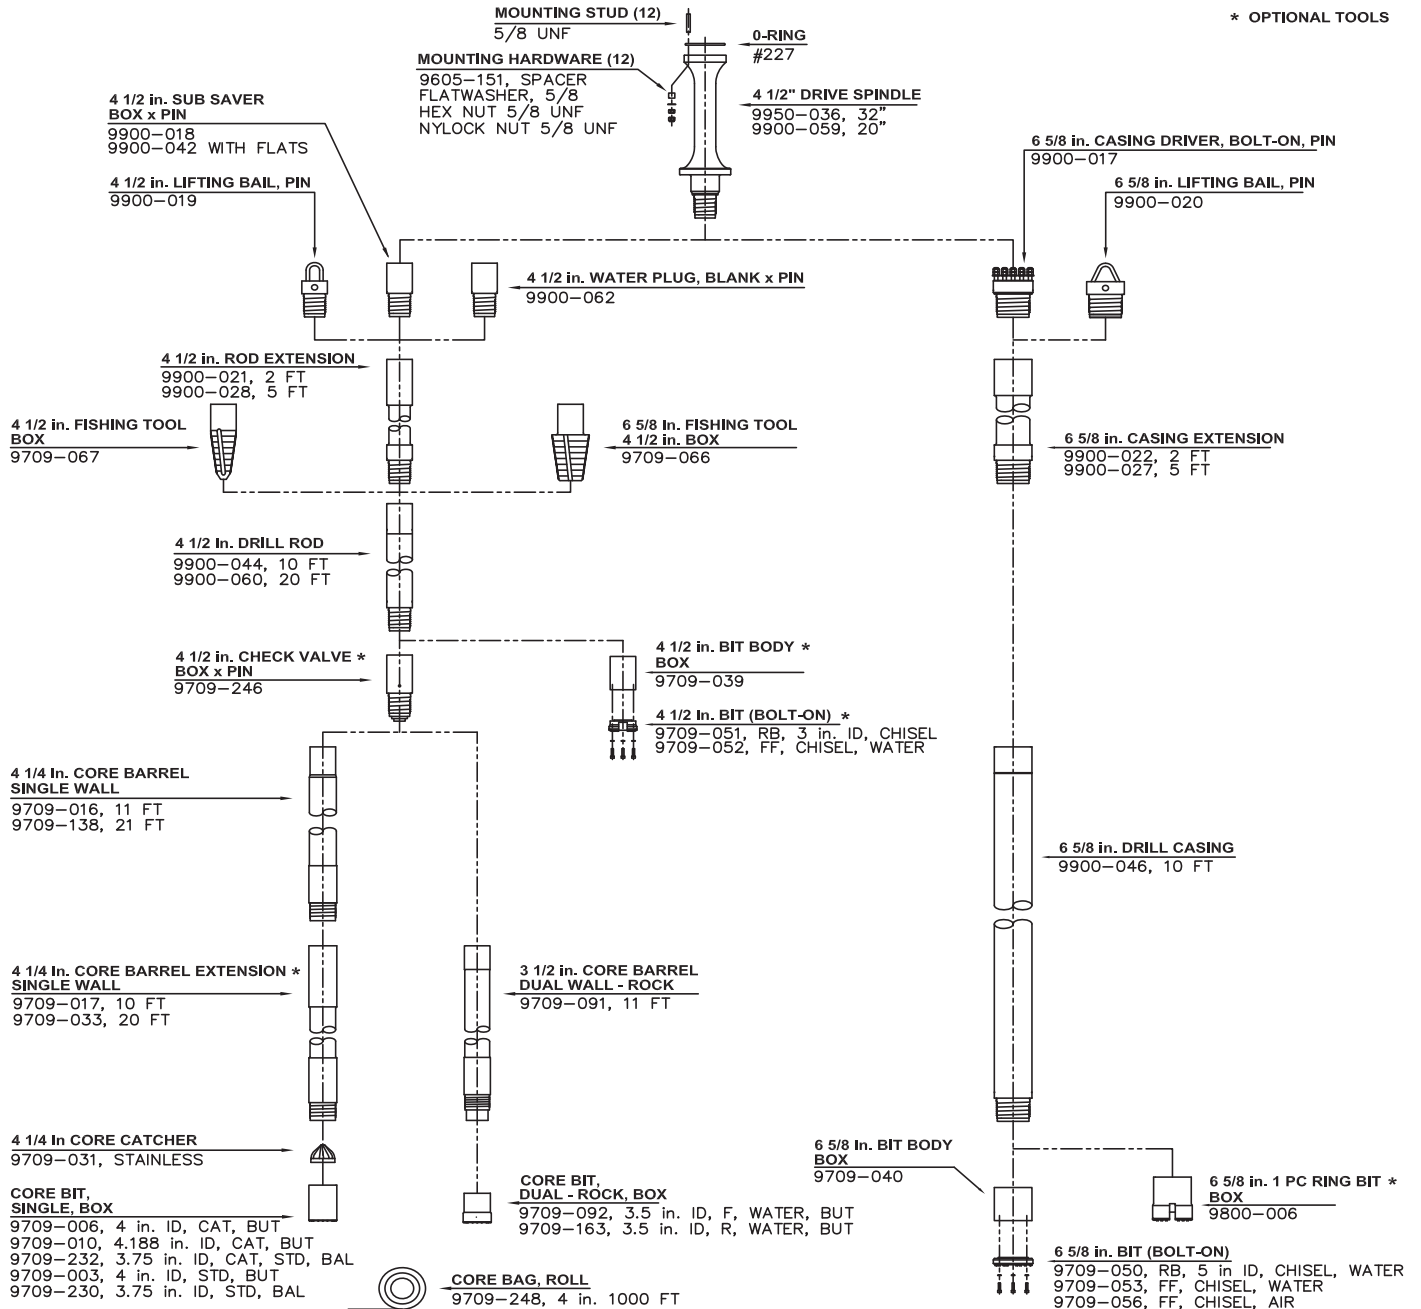 MOUNTING STUD (12)
5/8 UNF
* OPTIONAL TOOLS
0-RING
#227
MOUNTING HARDWARE (12)
9605-151, SPACER
FLATWASHER, 5/8
HEX NUT 5/8 UNF
NYLOCK NUT 5/8 UNF
4 1/2" DRIVE SPINDLE
9950-036, 32"
9900-059, 20"
4 1/2 in. SUB SAVER
BOX x PIN
9900-018
9900-042 WITH FLATS
6 5/8 in. CASING DRIVER, BOLT-ON, PIN
9900-017
4 1/2 in. LIFTING BAIL, PIN
9900-019
6 5/8 in. LIFTING BAIL, PIN
9900-020
4 1/2 in. WATER PLUG, BLANK x PIN
9900-062
4 1/2 in. ROD EXTENSION
9900-021, 2 FT
9900-028, 5 FT
4 1/2 in. FISHING TOOL
BOX
9709-067
6 5/8 in. FISHING TOOL
4 1/2 in. BOX
9709-066
6 5/8 in. CASING EXTENSION
9900-022, 2 FT
9900-027, 5 FT
4 1/2 In. DRILL ROD
9900-044, 10 FT
9900-060, 20 FT
4 1/2 in. CHECK VALVE *
BOX x PIN
9709-246
4 1/2 in. BIT BODY *
BOX
9709-039
4 1/2 In. BIT (BOLT-ON) *
9709-051, RB, 3 in. ID, CHISEL
9709-052, FF, CHISEL, WATER
4 1/4 In. CORE BARREL
SINGLE WALL
9709-016, 11 FT
9709-138, 21 FT
6 5/8 in. DRILL CASING
9900-046, 10 FT
4 1/4 In. CORE BARREL EXTENSION *
SINGLE WALL
9709-017, 10 FT
9709-033, 20 FT
3 1/2 in. CORE BARREL
DUAL WALL - ROCK
9709-091, 11 FT
4 1/4 In CORE CATCHER
9709-031, STAINLESS
6 5/8 In. BIT BODY
BOX
9709-040
CORE BIT,
SINGLE, BOX
9709-006, 4 in. ID, CAT, BUT
9709-010, 4.188 in. ID, CAT, BUT
9709-232, 3.75 in. ID, CAT, STD, BAL
9709-003, 4 in. ID, STD, BUT
9709-230, 3.75 in. ID, STD, BAL
CORE BIT,
DUAL - ROCK, BOX
9709-092, 3.5 in. ID, F, WATER, BUT
9709-163, 3.5 in. ID, R, WATER, BUT
6 5/8 in. 1 PC RING BIT *
BOX
9800-006
6 5/8 in. BIT (BOLT-ON)
9709-050, RB, 5 in ID, CHISEL, WATER
9709-053, FF, CHISEL, WATER
9709-056, FF, CHISEL, AIR
CORE BAG, ROLL
9709-248, 4 in. 1000 FT